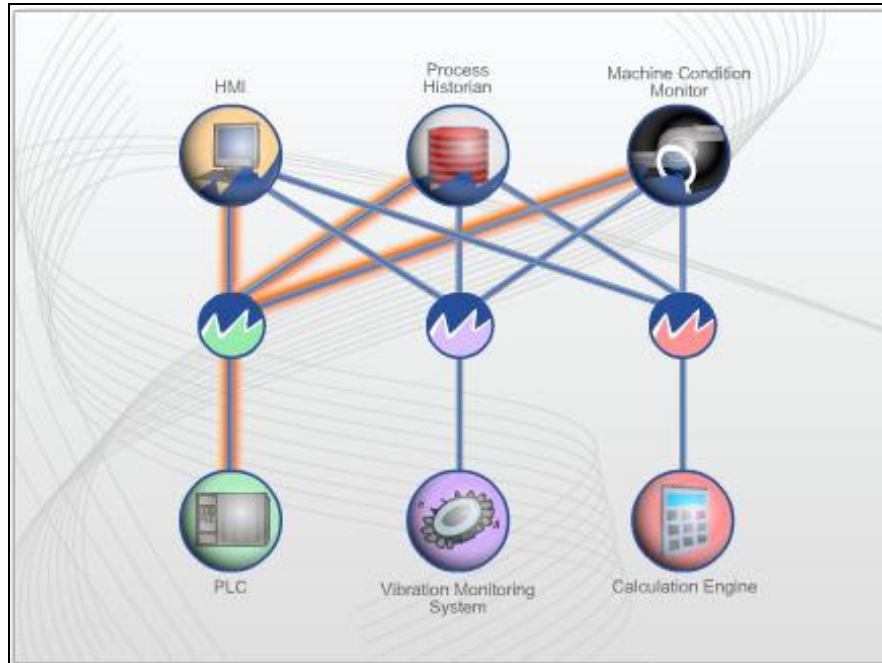 HMI
Process
Historian
Machine Condition
Monitor
PLC
Vibration Monitoring
System
Calculation Engine